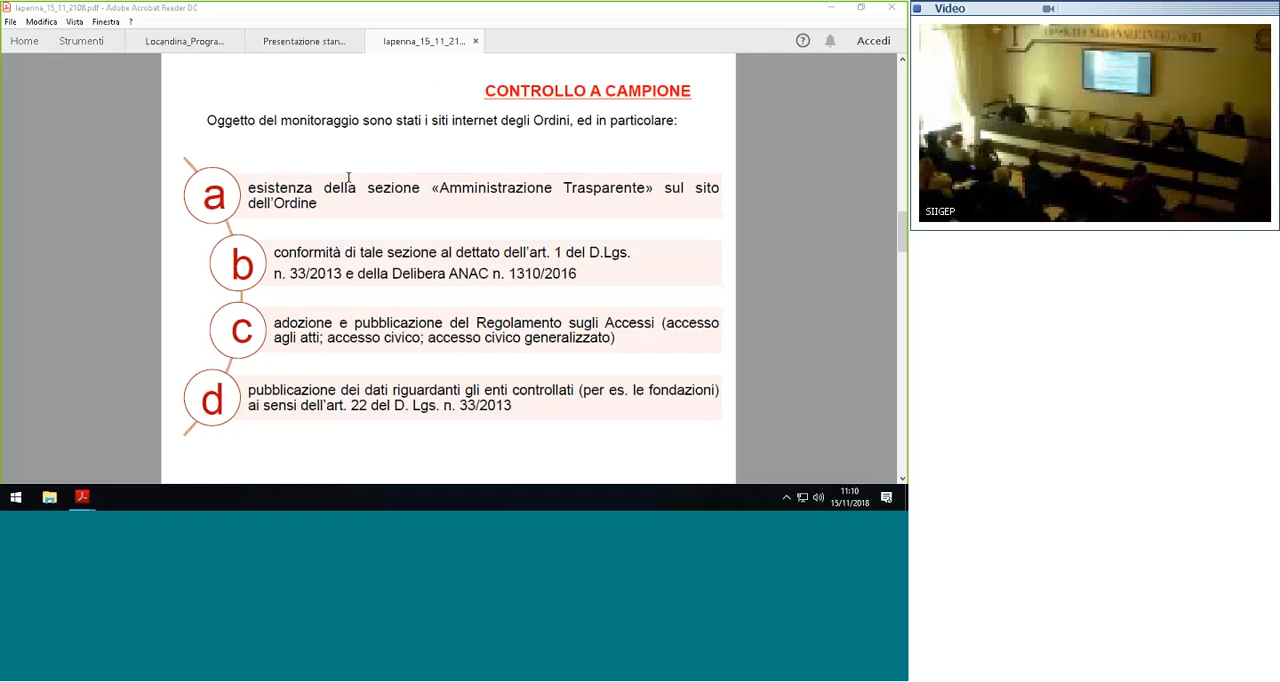 lapenna_15_11_2108.pdf - Adobe Acrobat Reader DC
File Modifica Vista Finestra ?
Home Strumenti Locandina_Progra... Presentazione stan... lapenna_15_11_21... × Accedi
CONTROLLO A CAMPIONE
Oggetto del monitoraggio sono stati i siti internet degli Ordini, ed in particolare:
a
esistenza della sezione «Amministrazione Trasparente» sul sito
dell'Ordine
b
conformità di tale sezione al dettato dell'art. 1 del D.Lgs.
n. 33/2013 e della Delibera ANAC n. 1310/2016
c
adozione e pubblicazione del Regolamento sugli Accessi (accesso
agli atti; accesso civico; accesso civico generalizzato)
d
pubblicazione dei dati riguardanti gli enti controllati (per es. le fondazioni)
ai sensi dell'art. 22 del D. Lgs. n. 33/2013
11:10
15/11/2018
Video
SIIGEP